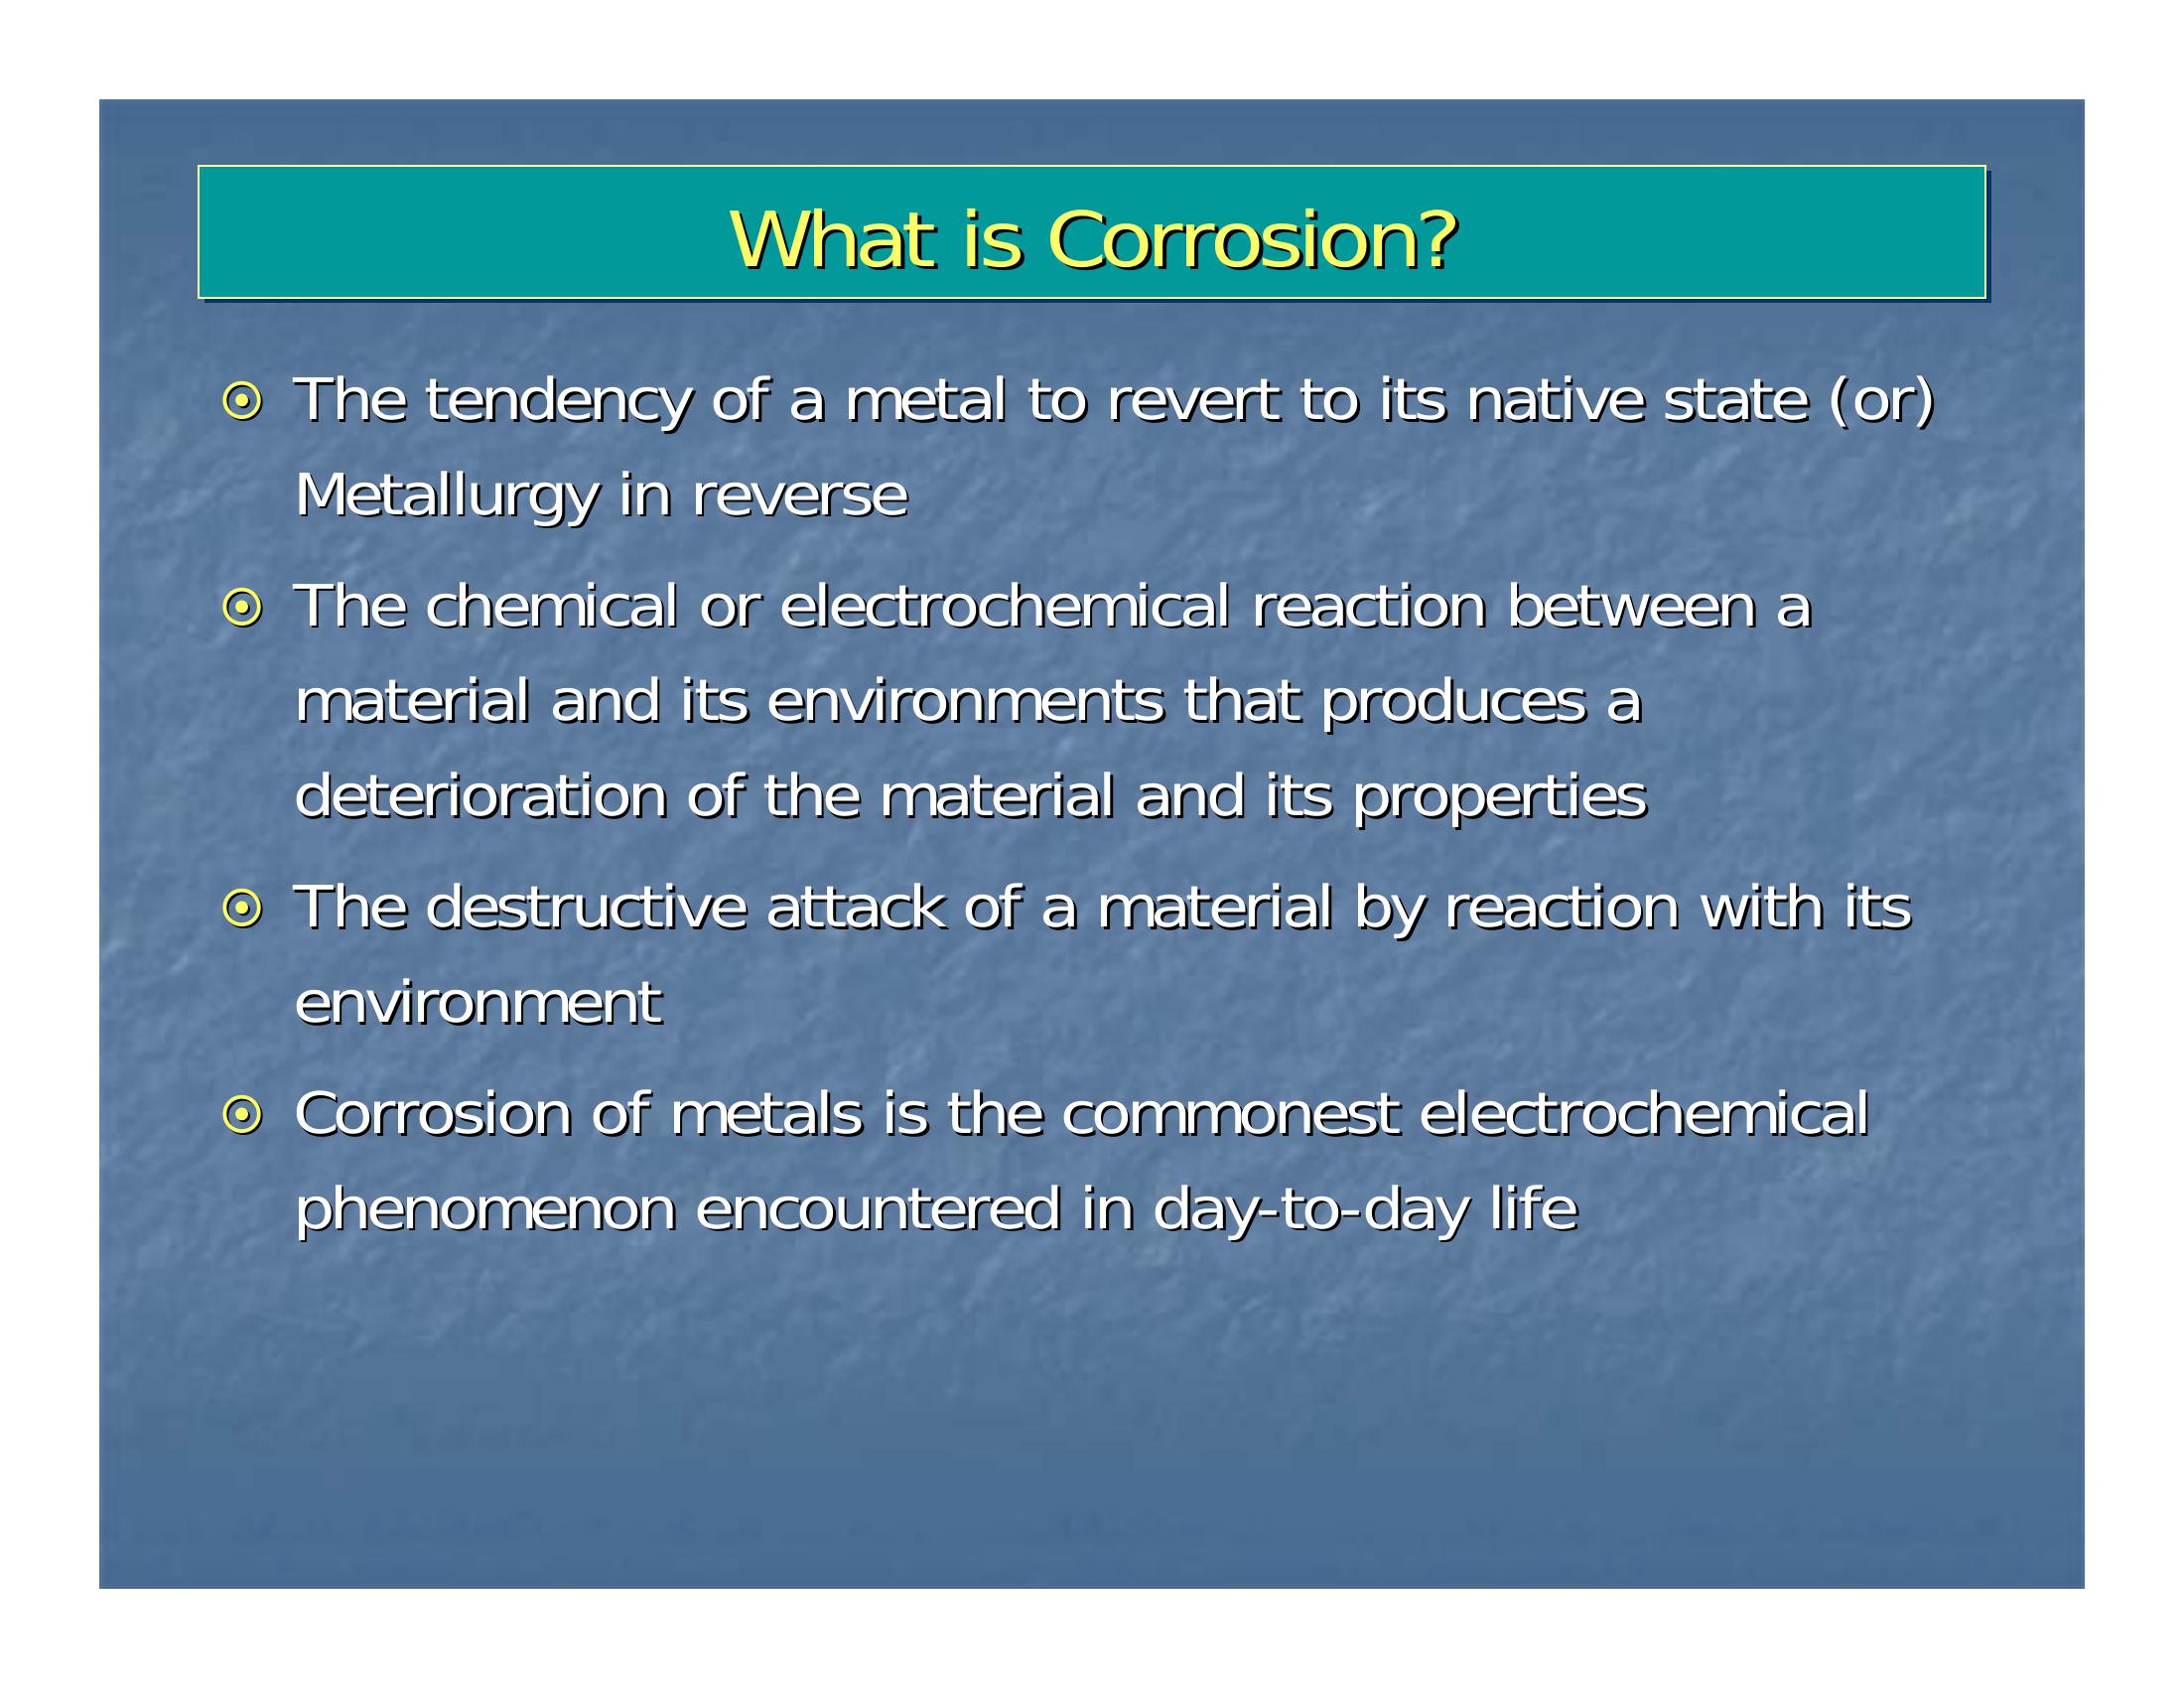 What is Corrosion?
The tendency of a metal to revert to its native state (or)
Metallurgy in reverse
The chemical or electrochemical reaction between a
material and its environments that produces a
deterioration of the material and its properties
The destructive attack of a material by reaction with its
environment
Corrosion of metals is the commonest electrochemical
phenomenon encountered in day-to-day life